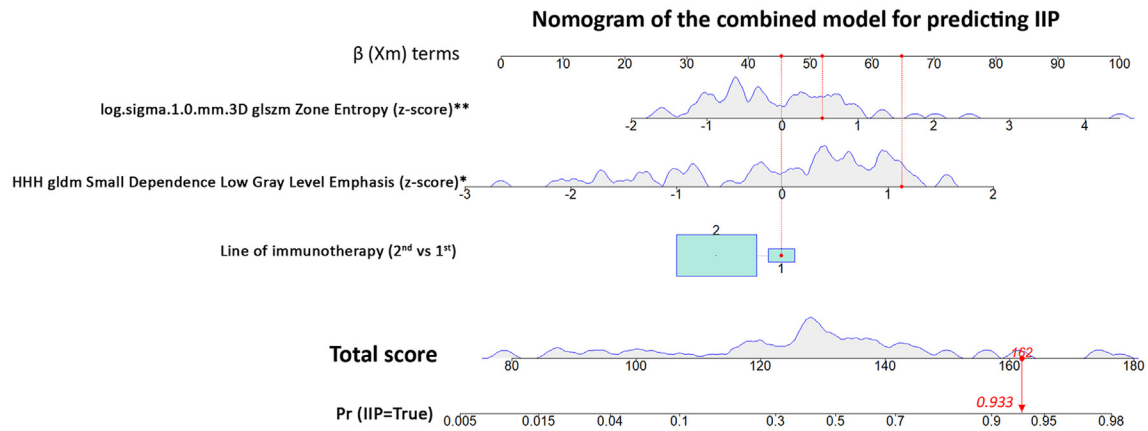 Nomogram of the combined model for predicting IIP
β (Xm) terms
0 10 20 30 40 50 60 70 80 90 100
log.sigma.1.0.mm.3D glszm Zone Entropy (z-score)**
-2 -1 0 1 2 3 4
HHH gldm Small Dependence Low Gray Level Emphasis (z-score)*
-3 -2 -1 0 1 2
2
Line of immunotherapy (2nd vs 1st)
1
Total score
162
80 100 120 140 160 180
0.933
Pr (IIP=True)
0.005 0.015 0.04 0.1 0.3 0.5 0.7 0.9 0.95 0.98